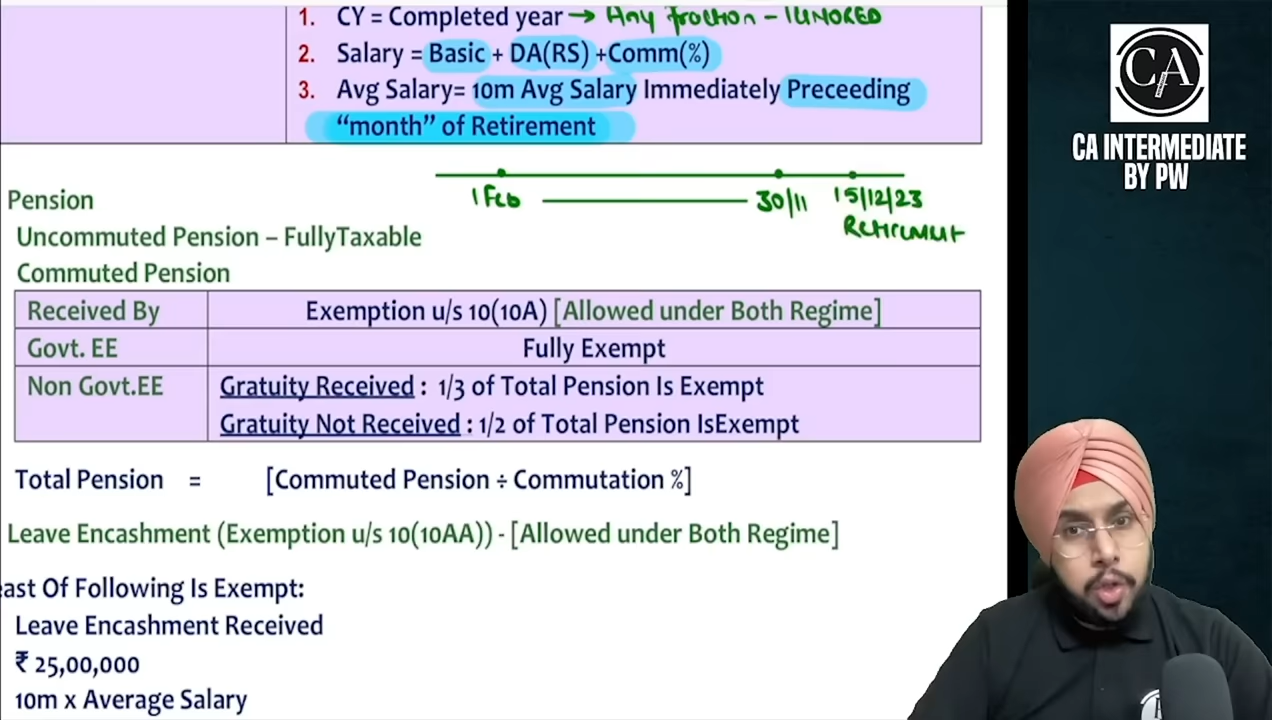 1. CY = Completed year → Any fraction - IGNORED
2. Salary = Basic + DA(RS) +Comm(%)
3. Avg Salary= 10m Avg Salary Immediately Preceeding
“month” of Retirement
CA
CA INTERMEDIATE
BY PW
1 Feb 30/11 15/12/23
Retirement
Pension
Uncommuted Pension – FullyTaxable
Commuted Pension
Received By Exemption u/s 10(10A) [Allowed under Both Regime]
Govt. EE Fully Exempt
Non Govt.EE Gratuity Received : 1/3 of Total Pension Is Exempt
Gratuity Not Received : 1/2 of Total Pension IsExempt
Total Pension = [Commuted Pension ÷ Commutation %]
Leave Encashment (Exemption u/s 10(10AA)) - [Allowed under Both Regime]
east Of Following Is Exempt:
Leave Encashment Received
₹ 25,00,000
10m x Average Salary